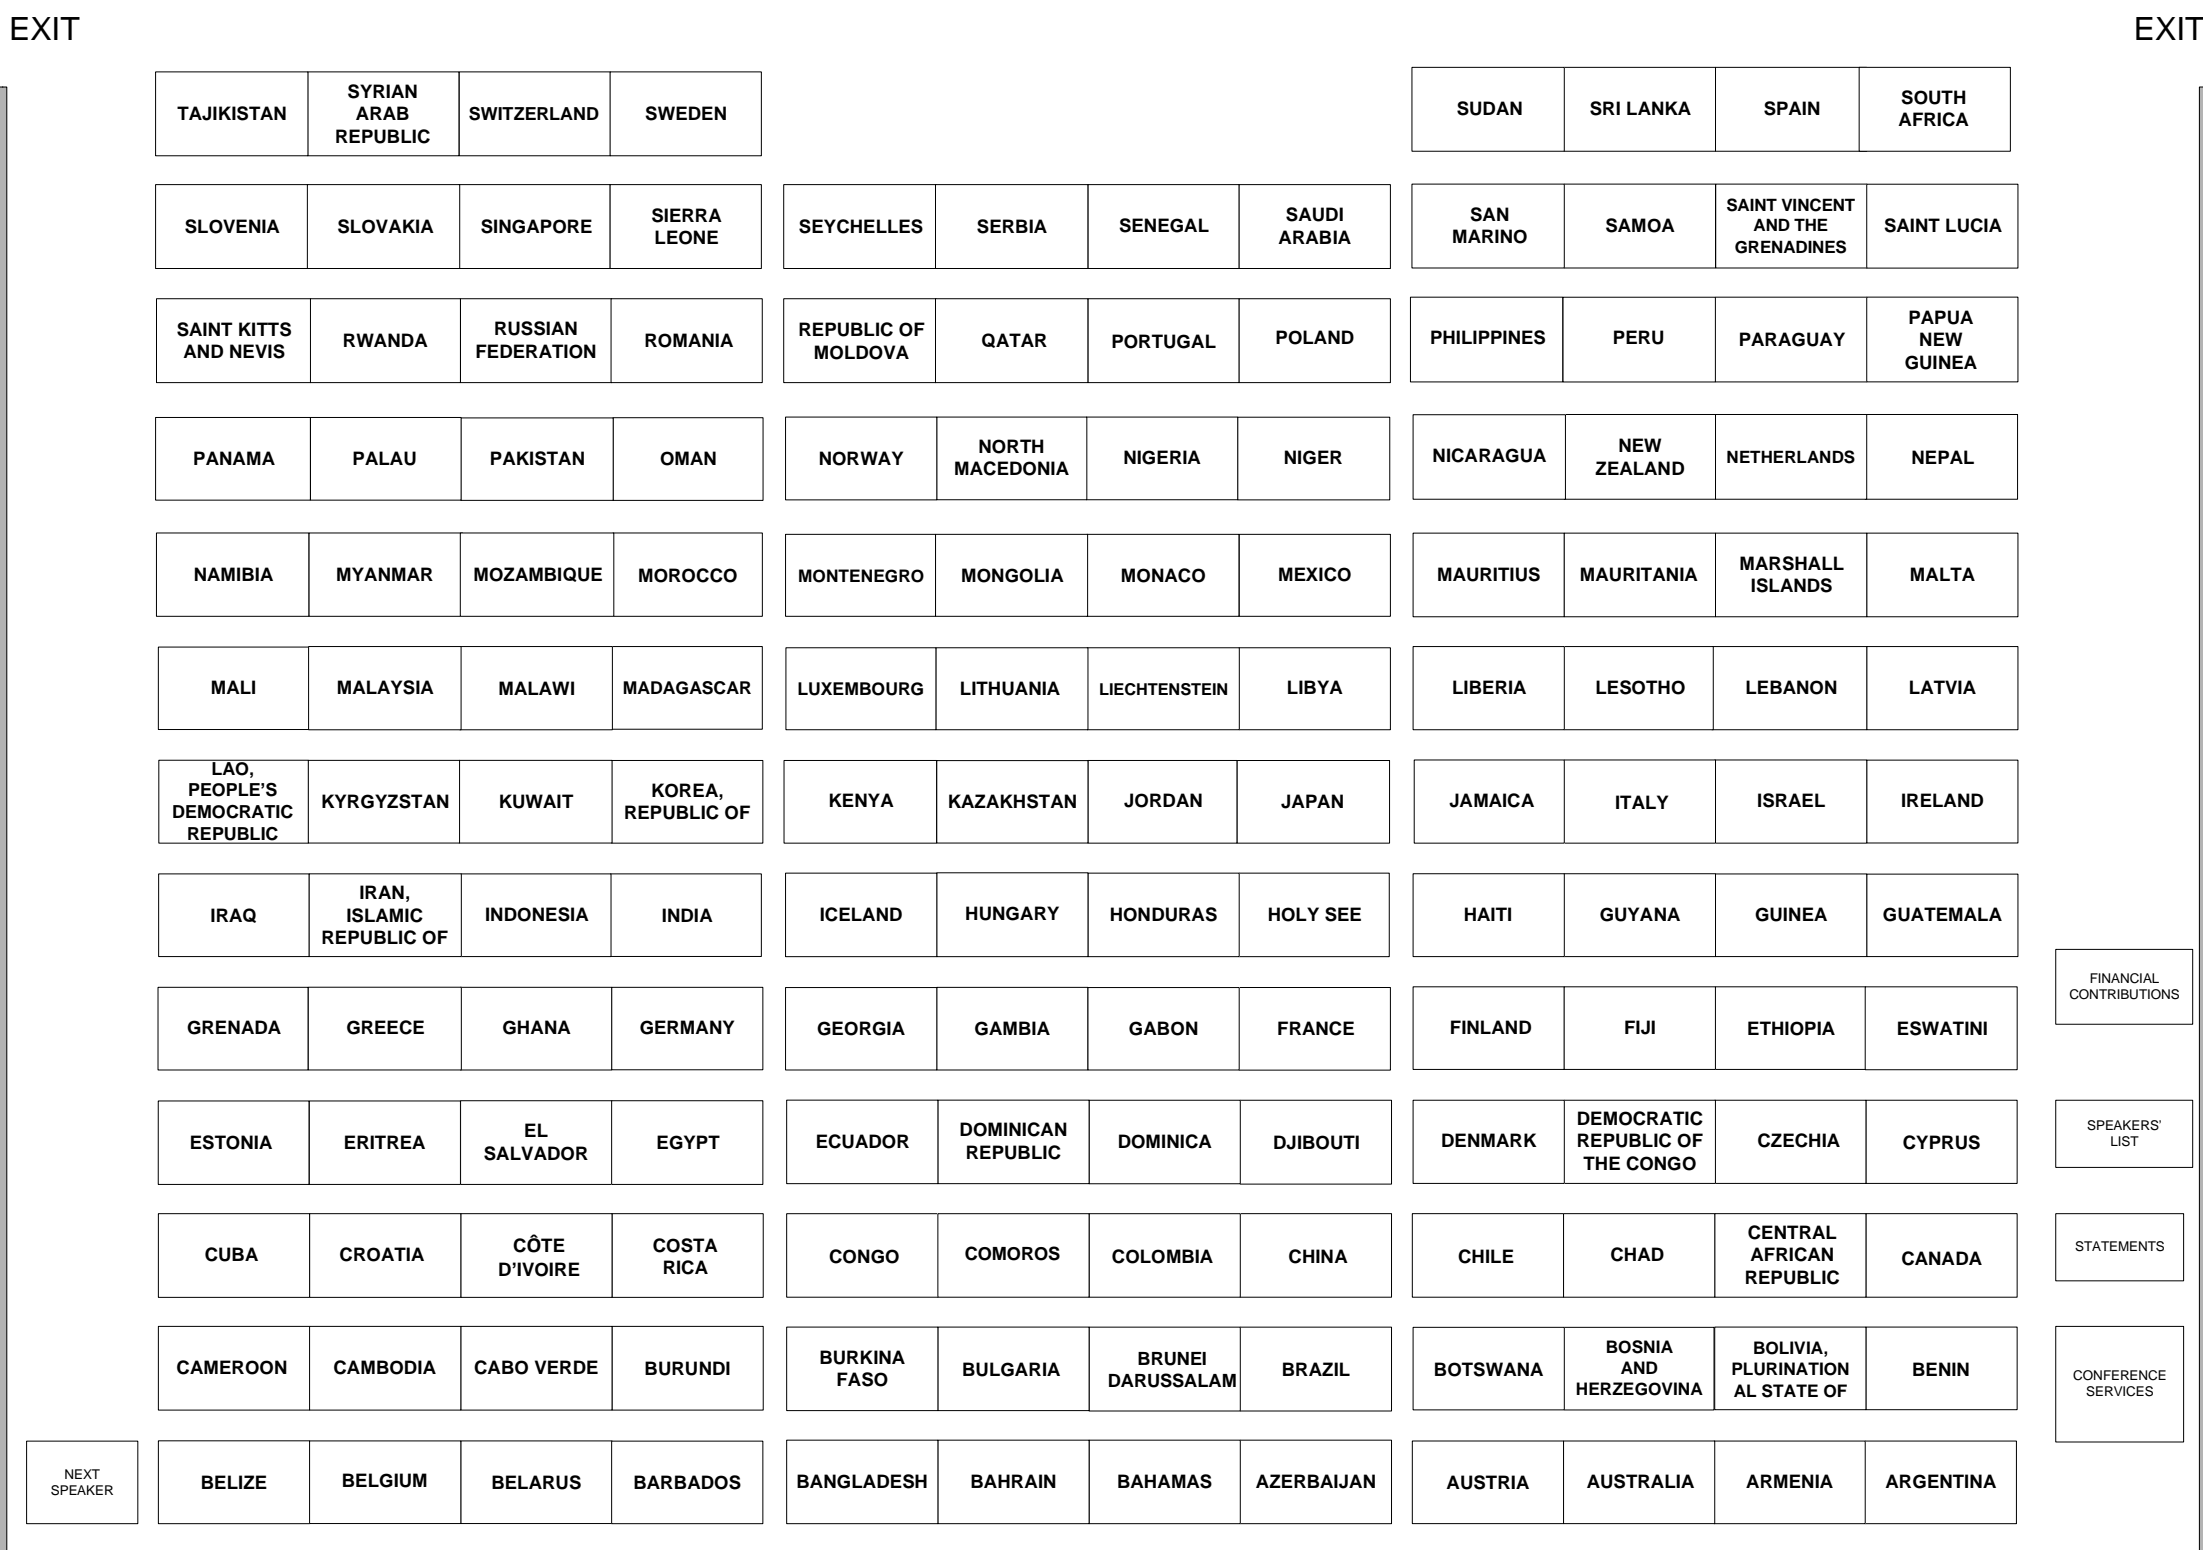 EXIT
EXIT
TAJIKISTAN
SYRIAN
ARAB
REPUBLIC
SWITZERLAND
SWEDEN
SUDAN
SRI LANKA
SPAIN
SOUTH
AFRICA
SLOVENIA
SLOVAKIA
SINGAPORE
SIERRA
LEONE
SEYCHELLES
SERBIA
SENEGAL
SAUDI
ARABIA
SAN
MARINO
SAMOA
SAINT VINCENT
AND THE
GRENADINES
SAINT LUCIA
SAINT KITTS
AND NEVIS
RWANDA
RUSSIAN
FEDERATION
ROMANIA
REPUBLIC OF
MOLDOVA
QATAR
PORTUGAL
POLAND
PHILIPPINES
PERU
PARAGUAY
PAPUA
NEW
GUINEA
PANAMA
PALAU
PAKISTAN
OMAN
NORWAY
NORTH
MACEDONIA
NIGERIA
NIGER
NICARAGUA
NEW
ZEALAND
NETHERLANDS
NEPAL
NAMIBIA
MYANMAR
MOZAMBIQUE
MOROCCO
MONTENEGRO
MONGOLIA
MONACO
MEXICO
MAURITIUS
MAURITANIA
MARSHALL
ISLANDS
MALTA
MALI
MALAYSIA
MALAWI
MADAGASCAR
LUXEMBOURG
LITHUANIA
LIECHTENSTEIN
LIBYA
LIBERIA
LESOTHO
LEBANON
LATVIA
LAO,
PEOPLE'S
DEMOCRATIC
REPUBLIC
KYRGYZSTAN
KUWAIT
KOREA,
REPUBLIC OF
KENYA
KAZAKHSTAN
JORDAN
JAPAN
JAMAICA
ITALY
ISRAEL
IRELAND
IRAQ
IRAN,
ISLAMIC
REPUBLIC OF
INDONESIA
INDIA
ICELAND
HUNGARY
HONDURAS
HOLY SEE
HAITI
GUYANA
GUINEA
GUATEMALA
FINANCIAL
CONTRIBUTIONS
GRENADA
GREECE
GHANA
GERMANY
GEORGIA
GAMBIA
GABON
FRANCE
FINLAND
FIJI
ETHIOPIA
ESWATINI
ESTONIA
ERITREA
EL
SALVADOR
EGYPT
ECUADOR
DOMINICAN
REPUBLIC
DOMINICA
DJIBOUTI
DENMARK
DEMOCRATIC
REPUBLIC OF
THE CONGO
CZECHIA
CYPRUS
SPEAKERS'
LIST
CUBA
CROATIA
CÔTE
D'IVOIRE
COSTA
RICA
CONGO
COMOROS
COLOMBIA
CHINA
CHILE
CHAD
CENTRAL
AFRICAN
REPUBLIC
CANADA
STATEMENTS
CAMEROON
CAMBODIA
CABO VERDE
BURUNDI
BURKINA
FASO
BULGARIA
BRUNEI
DARUSSALAM
BRAZIL
BOTSWANA
BOSNIA
AND
HERZEGOVINA
BOLIVIA,
PLURINATION
AL STATE OF
BENIN
CONFERENCE
SERVICES
NEXT
SPEAKER
BELIZE
BELGIUM
BELARUS
BARBADOS
BANGLADESH
BAHRAIN
BAHAMAS
AZERBAIJAN
AUSTRIA
AUSTRALIA
ARMENIA
ARGENTINA